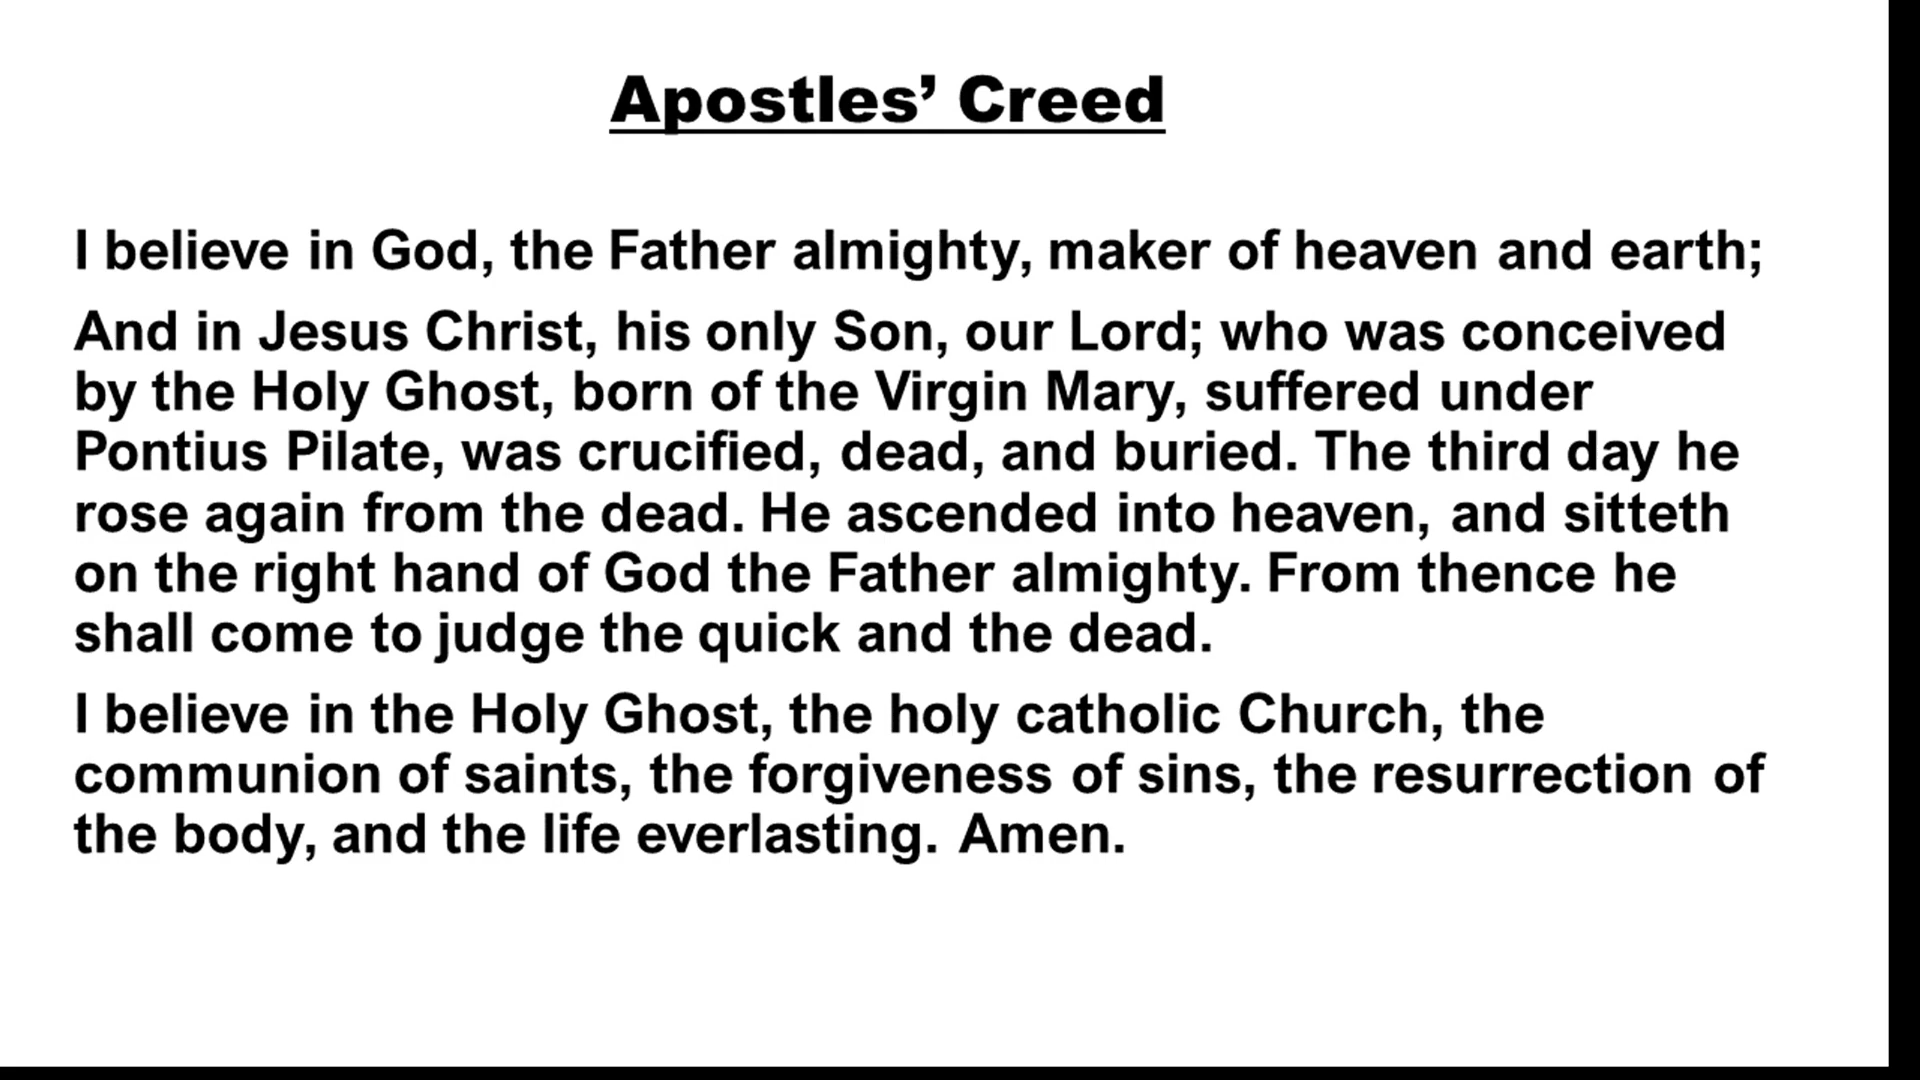 Apostles’ Creed
I believe in God, the Father almighty, maker of heaven and earth;
And in Jesus Christ, his only Son, our Lord; who was conceived
by the Holy Ghost, born of the Virgin Mary, suffered under
Pontius Pilate, was crucified, dead, and buried. The third day he
rose again from the dead. He ascended into heaven, and sitteth
on the right hand of God the Father almighty. From thence he
shall come to judge the quick and the dead.
I believe in the Holy Ghost, the holy catholic Church, the
communion of saints, the forgiveness of sins, the resurrection of
the body, and the life everlasting. Amen.